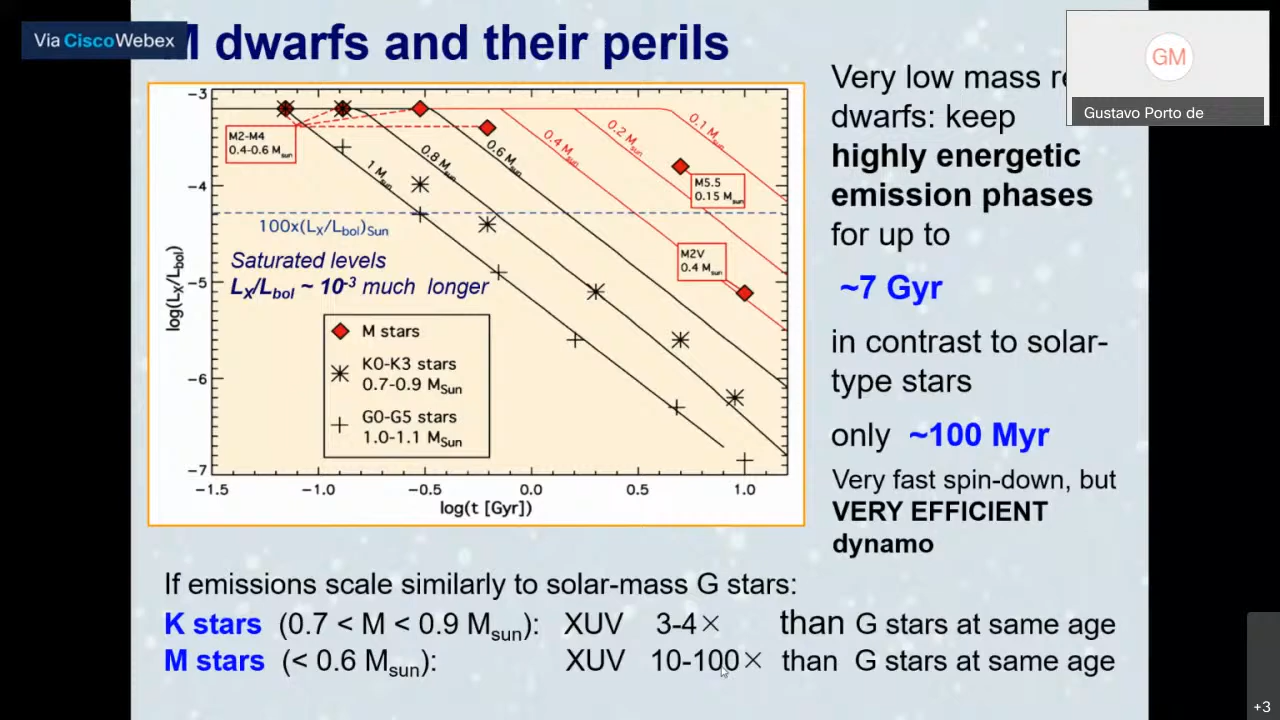 Via CiscoWebex
M dwarfs and their perils
GM
Gustavo Porto de
Very low mass re
dwarfs: keep
highly energetic
emission phases
for up to
~7 Gyr
in contrast to solar-
type stars
only ~100 Myr
Very fast spin-down, but
VERY EFFICIENT
dynamo
log(Lx/Lbol)
-3
-4
-5
-6
-7
M2-M4
0.4-0.6 Msun
1 Msun
0.8 Msun
0.6 Msun
0.4 Msun
0.2 Msun
0.1 Msun
M5.5
0.15 Msun
100x(LX/Lbol)Sun
M2V
0.4 Msun
Saturated levels
LX/Lbol ~ 10-3 much longer
M stars
K0-K3 stars
0.7-0.9 MSun
G0-G5 stars
1.0-1.1 MSun
-1.5 -1.0 -0.5 0.0 0.5 1.0
log(t [Gyr])
If emissions scale similarly to solar-mass G stars:
K stars (0.7 < M < 0.9 Msun): XUV 3-4× than G stars at same age
M stars (< 0.6 Msun): XUV 10-100× than G stars at same age
+3